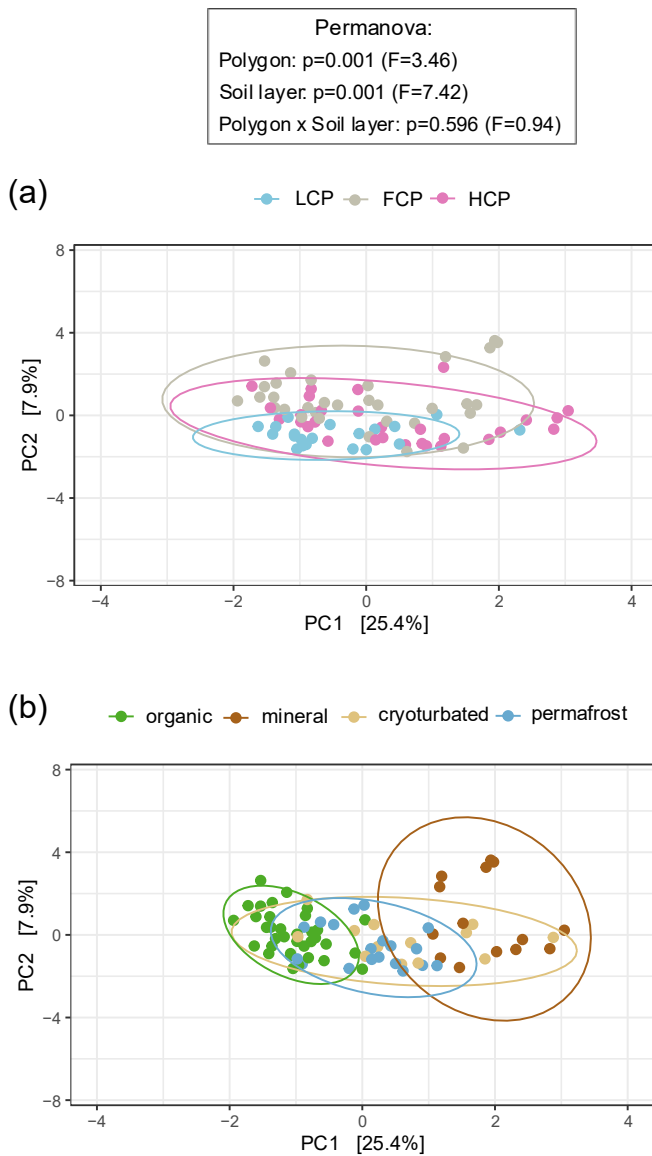 Permanova:
Polygon: p=0.001 (F=3.46)
Soil layer: p=0.001 (F=7.42)
Polygon x Soil layer: p=0.596 (F=0.94)
(a)
LCP FCP HCP
8
4
0
−4
−8
PC2 [7.9%]
−4 −2 0 2 4
PC1 [25.4%]
(b)
organic mineral cryoturbated permafrost
8
4
0
−4
−8
PC2 [7.9%]
−4 −2 0 2 4
PC1 [25.4%]